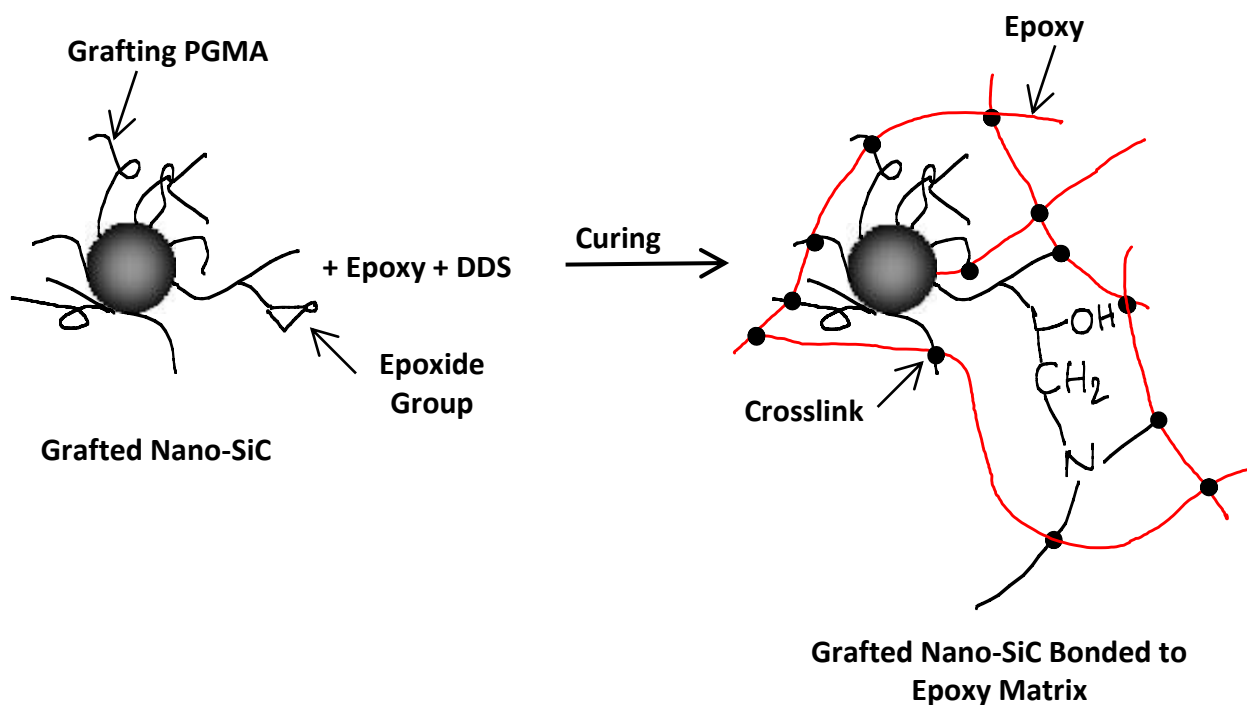 Grafting PGMA
+ Epoxy + DDS
Epoxide
Group
Grafted Nano-SiC
Curing
Epoxy
OH
CH2
Crosslink
N
Grafted Nano-SiC Bonded to
Epoxy Matrix